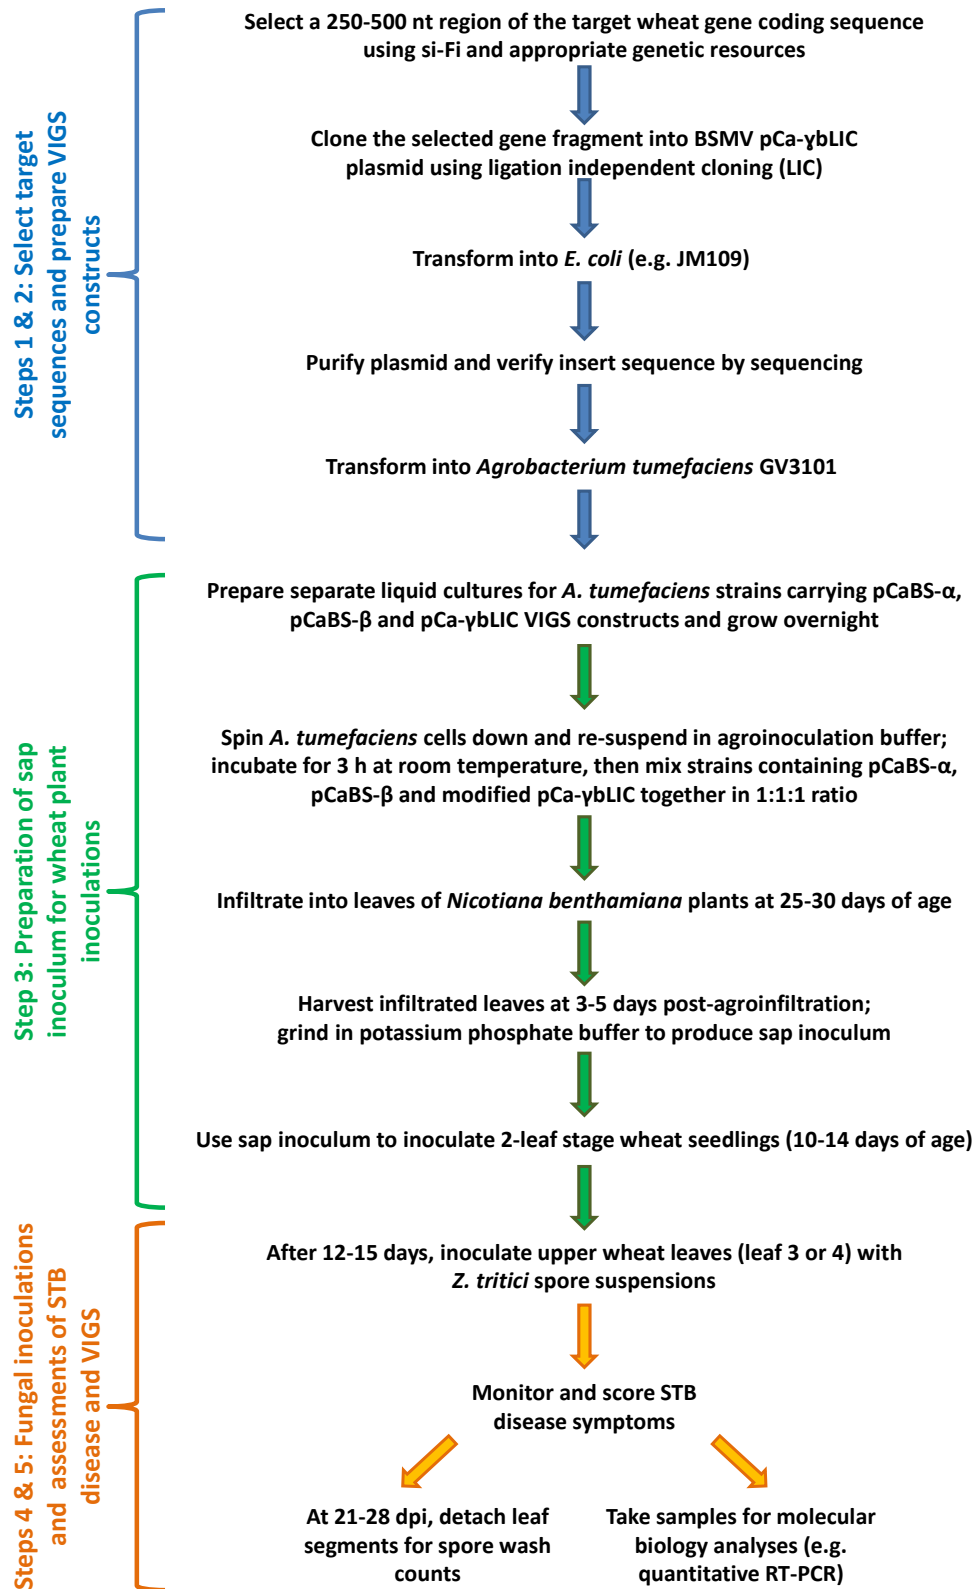 Steps 1 & 2: Select target
sequences and prepare VIGS
constructs
Select a 250-500 nt region of the target wheat gene coding sequence
using si-Fi and appropriate genetic resources
Clone the selected gene fragment into BSMV pCa-γbLIC
plasmid using ligation independent cloning (LIC)
Transform into E. coli (e.g. JM109)
Purify plasmid and verify insert sequence by sequencing
Transform into Agrobacterium tumefaciens GV3101
Step 3: Preparation of sap
inoculum for wheat plant
inoculations
Prepare separate liquid cultures for A. tumefaciens strains carrying pCaBS-α,
pCaBS-β and pCa-γbLIC VIGS constructs and grow overnight
Spin A. tumefaciens cells down and re-suspend in agroinoculation buffer;
incubate for 3 h at room temperature, then mix strains containing pCaBS-α,
pCaBS-β and modified pCa-γbLIC together in 1:1:1 ratio
Infiltrate into leaves of Nicotiana benthamiana plants at 25-30 days of age
Harvest infiltrated leaves at 3-5 days post-agroinfiltration;
grind in potassium phosphate buffer to produce sap inoculum
Use sap inoculum to inoculate 2-leaf stage wheat seedlings (10-14 days of age)
Steps 4 & 5: Fungal inoculations
and assessments of STB
disease and VIGS
After 12-15 days, inoculate upper wheat leaves (leaf 3 or 4) with
Z. tritici spore suspensions
Monitor and score STB
disease symptoms
At 21-28 dpi, detach leaf
segments for spore wash
counts
Take samples for molecular
biology analyses (e.g.
quantitative RT-PCR)